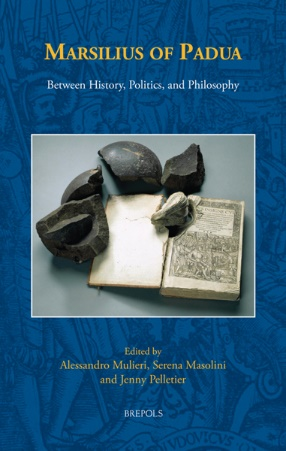 MARSILIUS OF PADUA
Between History, Politics, and Philosophy
Edited by
Alessandro Mulieri, Serena Masolini
and Jenny Pelletier
BREPOLS